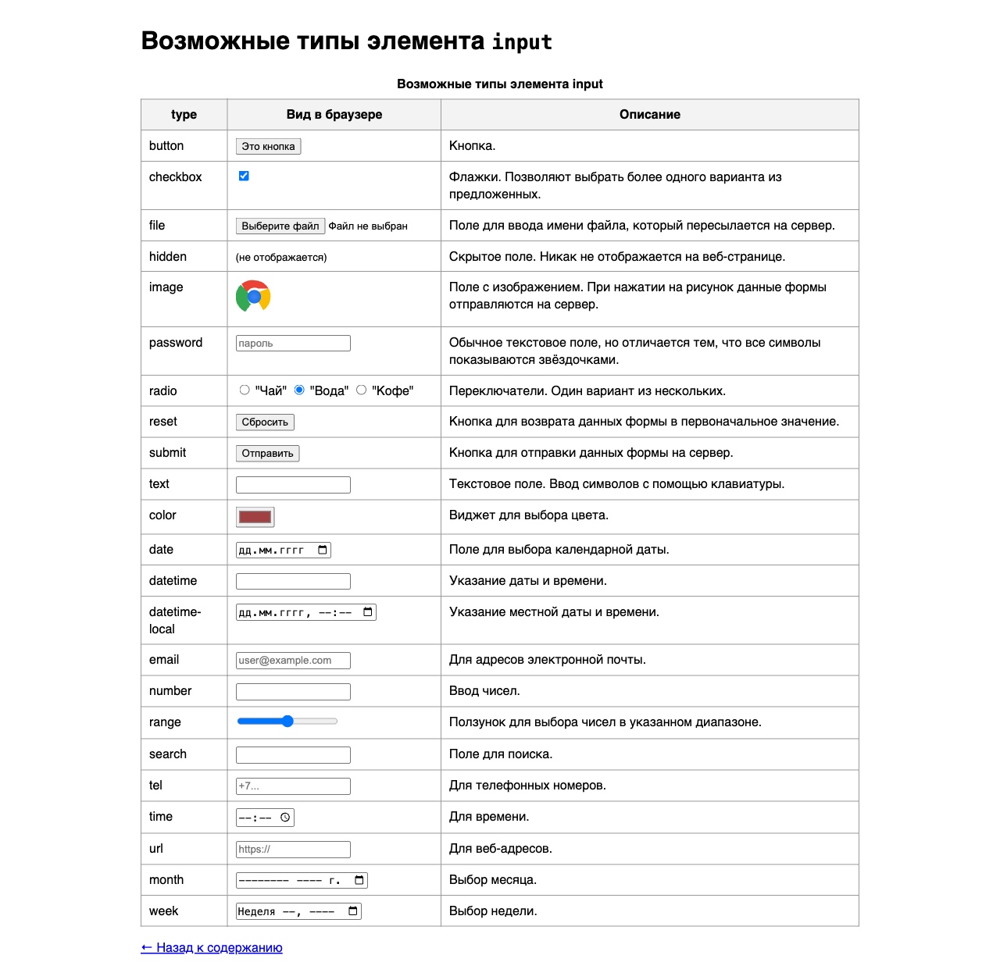 Возможные типы элемента input
Возможные типы элемента input
type Вид в браузере Описание
button Это кнопка Кнопка.
checkbox Флажки. Позволяют выбрать более одного варианта из
предложенных.
file Выберите файл Файл не выбран Поле для ввода имени файла, который пересылается на сервер.
hidden (не отображается) Скрытое поле. Никак не отображается на веб-странице.
image Поле с изображением. При нажатии на рисунок данные формы
отправляются на сервер.
password пароль Обычное текстовое поле, но отличается тем, что все символы
показываются звёздочками.
radio "Чай" "Вода" "Кофе" Переключатели. Один вариант из нескольких.
reset Сбросить Кнопка для возврата данных формы в первоначальное значение.
submit Отправить Кнопка для отправки данных формы на сервер.
text Текстовое поле. Ввод символов с помощью клавиатуры.
color Виджет для выбора цвета.
date дд.мм.гггг Поле для выбора календарной даты.
datetime Указание даты и времени.
datetime-
local дд.мм.гггг, --:-- Указание местной даты и времени.
email user@example.com Для адресов электронной почты.
number Ввод чисел.
range Ползунок для выбора чисел в указанном диапазоне.
search Поле для поиска.
tel +7... Для телефонных номеров.
time --:-- Для времени.
url https:// Для веб-адресов.
month -------- ---- г. Выбор месяца.
week Неделя --, ---- Выбор недели.
← Назад к содержанию